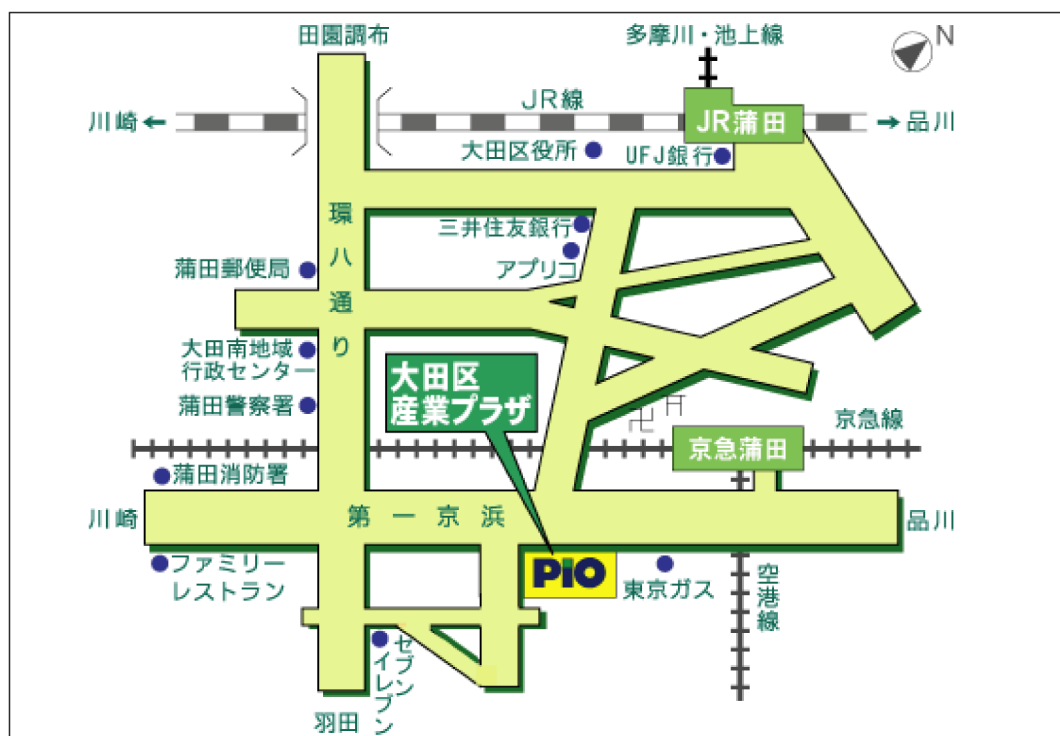 田園調布
多摩川・池上線
N
JR線
川崎←
JR蒲田
→品川
大田区役所
UFJ銀行
環八通り
三井住友銀行
アプリコ
蒲田郵便局
大田南地域
行政センター
大田区
産業プラザ
蒲田警察署
卍
京急線
京急蒲田
蒲田消防署
川崎
第一京浜
品川
ファミリー
レストラン
PiO
東京ガス
空港線
セブン
イレブン
羽田